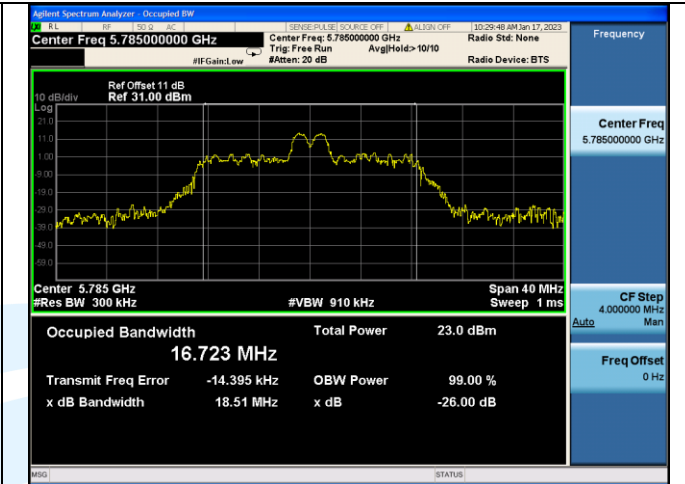 Agilent Spectrum Analyzer - Occupied BW
RL RF 50 Ω AC SENSE:PULSE SOURCE OFF ALIGN OFF 10:29:48 AM Jan 17, 2023
Center Freq 5.785000000 GHz
Center Freq: 5.785000000 GHz
Radio Std: None
Trig: Free Run Avg|Hold:>10/10
#IFGain:Low
#Atten: 20 dB
Radio Device: BTS
Ref Offset 11 dB
10 dB/div Ref 31.00 dBm
Log
21.0
11.0
1.00
-9.00
-19.0
-29.0
-39.0
-49.0
-59.0
Center 5.785 GHz
Span 40 MHz
#Res BW 300 kHz
#VBW 910 kHz
Sweep 1 ms
Occupied Bandwidth
Total Power 23.0 dBm
16.723 MHz
Transmit Freq Error -14.395 kHz
OBW Power 99.00 %
x dB Bandwidth 18.51 MHz
x dB -26.00 dB
Frequency
Center Freq
5.785000000 GHz
CF Step
4.000000 MHz
Auto Man
Freq Offset
0 Hz
MSG
STATUS